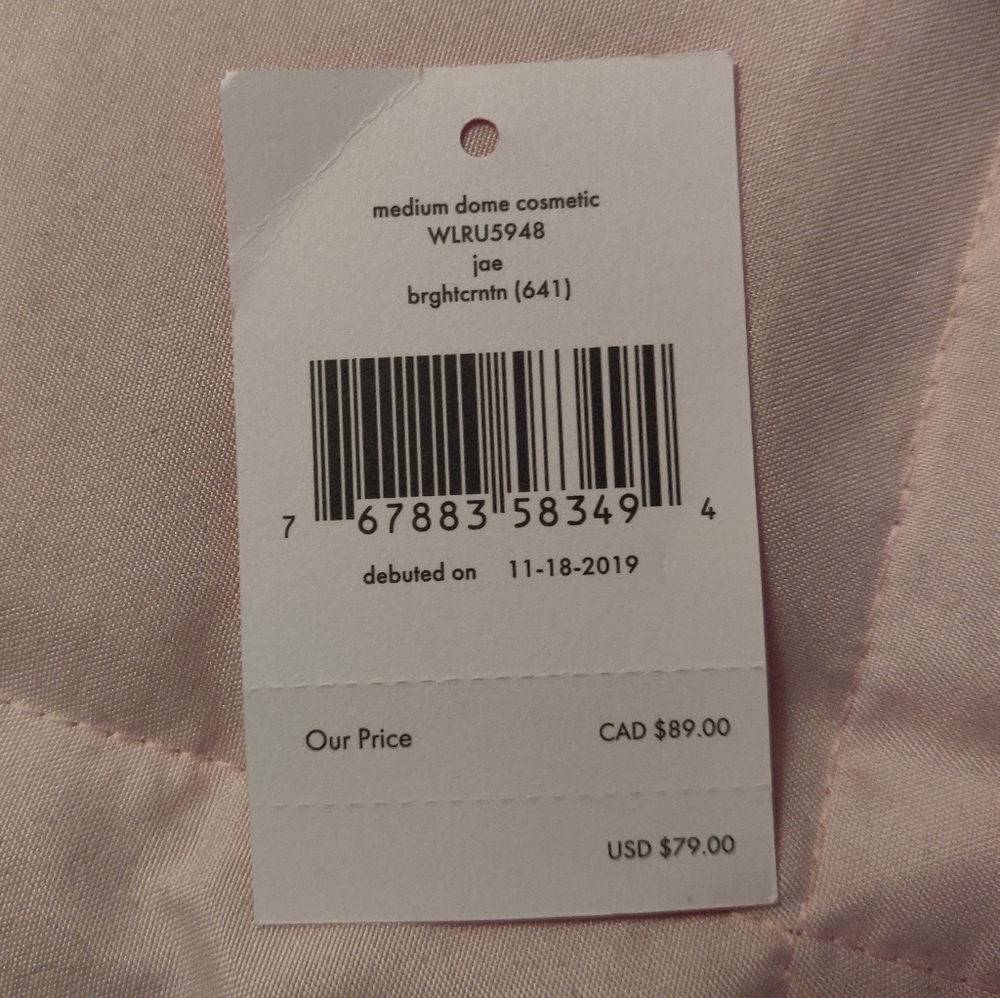 medium dome cosmetic
WLRU5948
jae
brghtcrntn (641)
7 67883 58349 4
debuted on 11-18-2019
Our Price CAD $89.00
USD $79.00